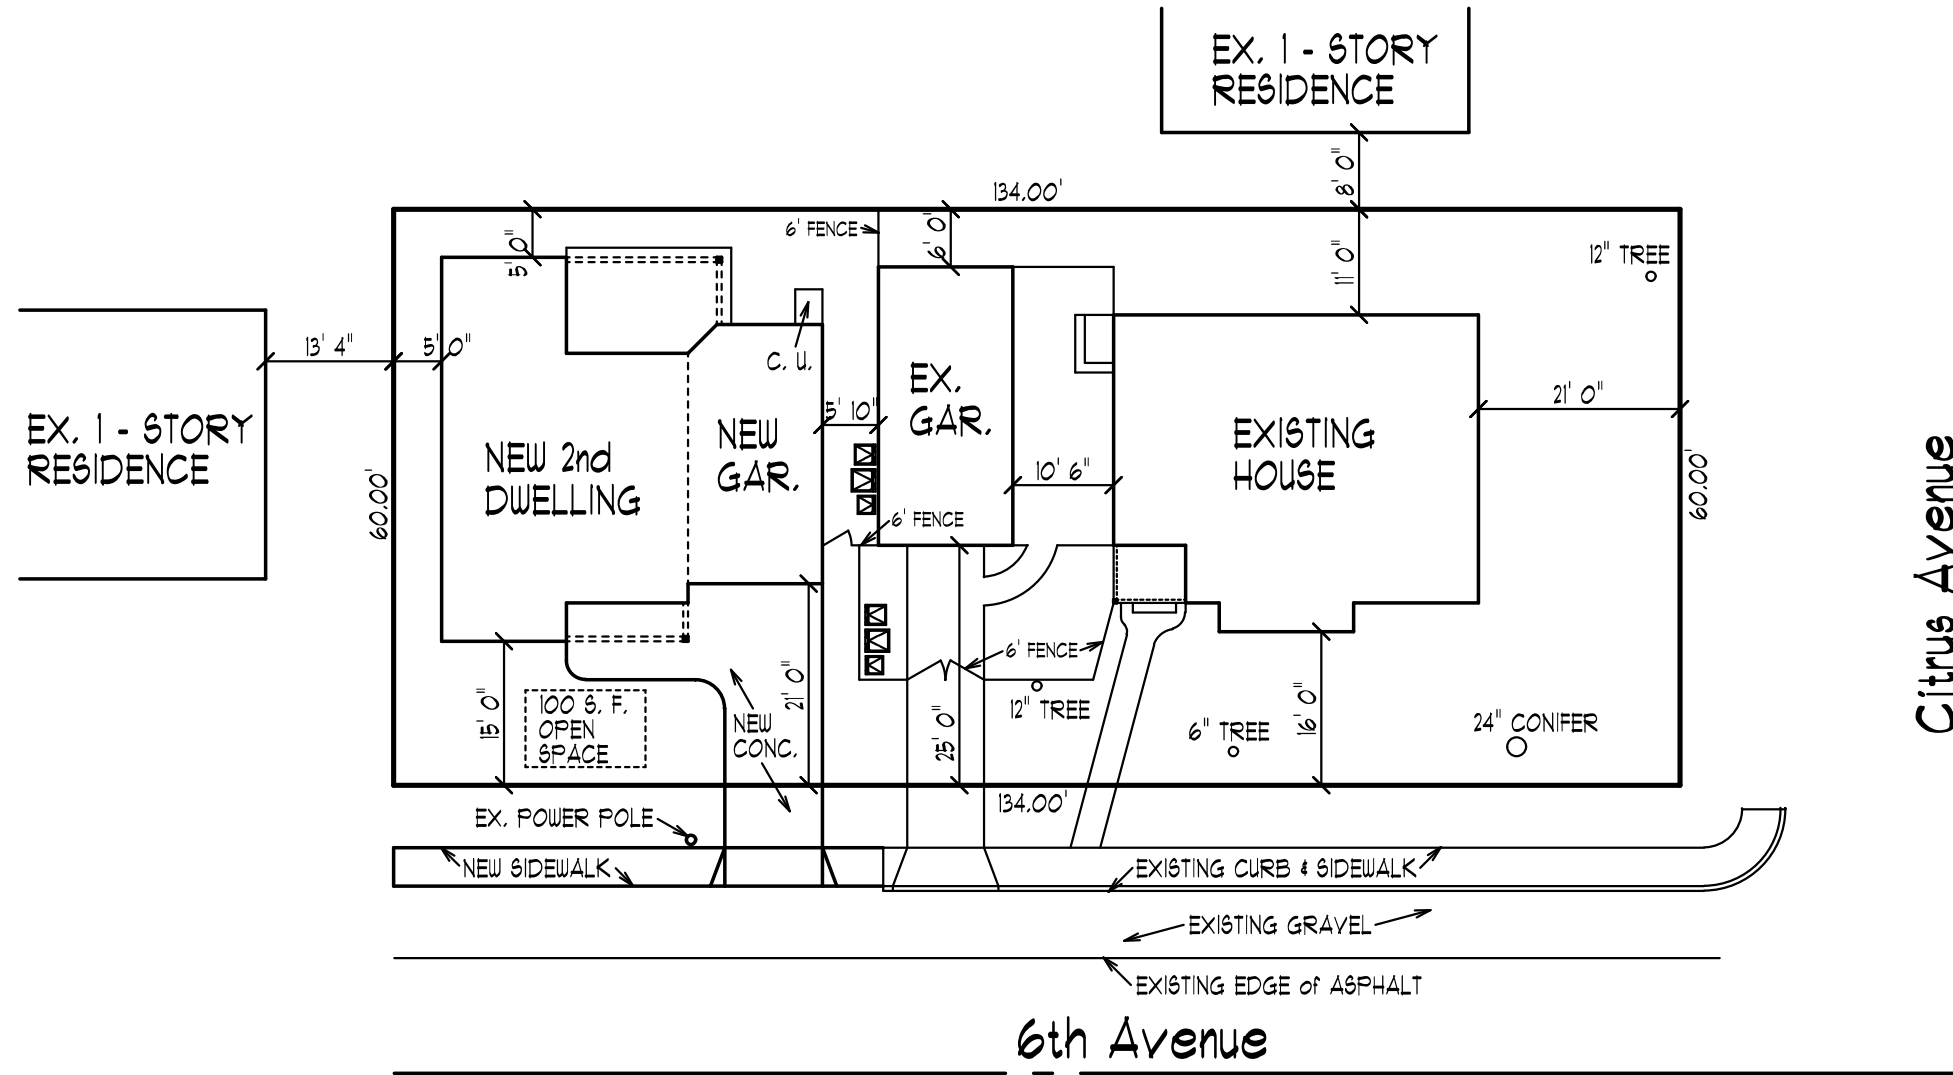 EX. 1 - STORY
RESIDENCE
134.00'
8' 0"
6' FENCE
5' 0"
6' 0"
11' 0"
12" TREE
13' 4"
5' 0"
C. U.
EX.
GAR.
21' 0"
EX. 1 - STORY
RESIDENCE
5' 10"
NEW
GAR.
EXISTING
HOUSE
NEW 2nd
DWELLING
10' 6"
60.00'
60.00'
Citrus Avenue
6' FENCE
6' FENCE
15' 0"
100 S. F.
OPEN
SPACE
21' 0"
NEW
CONC.
25' 0"
12" TREE
6" TREE
16' 0"
24" CONIFER
134.00'
EX. POWER POLE
NEW SIDEWALK
EXISTING CURB & SIDEWALK
EXISTING GRAVEL
EXISTING EDGE of ASPHALT
6th Avenue